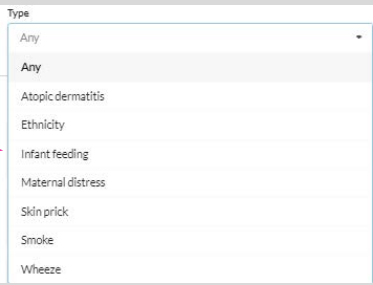 Type
Any
Any
Atopic dermatitis
Ethnicity
Infant feeding
Maternal distress
Skin prick
Smoke
Wheeze